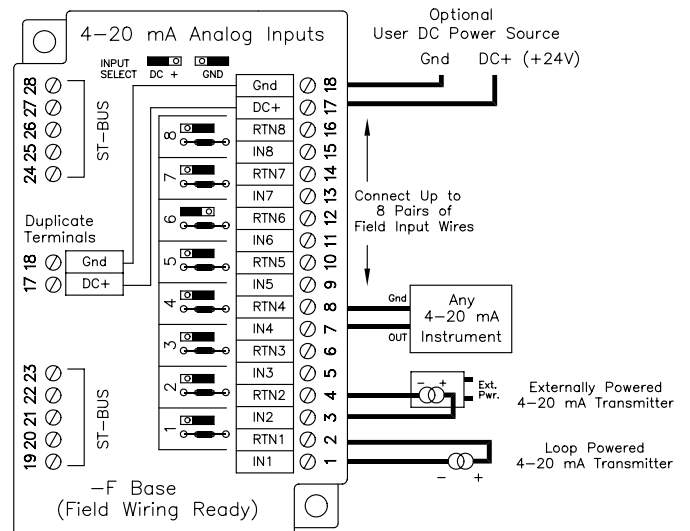 4-20 mA Analog Inputs
INPUT
SELECT
DC +
GND
Optional
User DC Power Source
Gnd
DC+ (+24V)
28
27
26
25
24
ST-BUS
Duplicate
Terminals
18
Gnd
17
DC+
23
22
21
20
19
ST-BUS
8
7
6
5
4
3
2
1
Gnd
18
DC+
17
RTN8
16
IN8
15
RTN7
14
IN7
13
RTN6
12
IN6
11
RTN5
10
IN5
9
RTN4
8
IN4
7
RTN3
6
IN3
5
RTN2
4
IN2
3
RTN1
2
IN1
1
Connect Up to
8 Pairs of
Field Input Wires
Gnd
OUT
Any
4-20 mA
Instrument
- +
Ext.
Pwr.
Externally Powered
4-20 mA Transmitter
Loop Powered
4-20 mA Transmitter
- +
-F Base
(Field Wiring Ready)